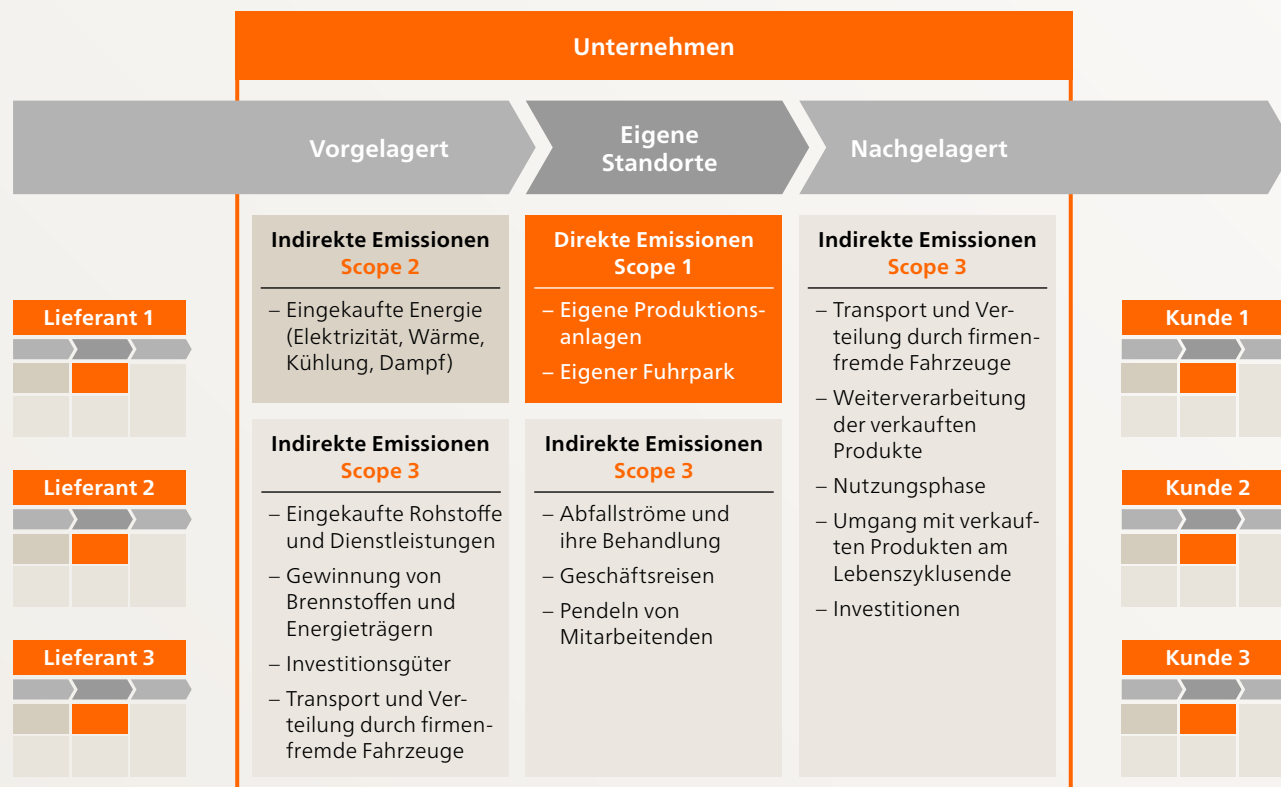 Unternehmen
Vorgelagert
Eigene
Standorte
Nachgelagert
Indirekte Emissionen
Scope 2
– Eingekaufte Energie
(Elektrizität, Wärme,
Kühlung, Dampf)
Direkte Emissionen
Scope 1
– Eigene Produktions-
anlagen
– Eigener Fuhrpark
Indirekte Emissionen
Scope 3
– Transport und Ver-
teilung durch firmen-
fremde Fahrzeuge
– Weiterverarbeitung
der verkauften
Produkte
– Nutzungsphase
– Umgang mit verkauf-
ten Produkten am
Lebenszyklusende
– Investitionen
Indirekte Emissionen
Scope 3
– Eingekaufte Rohstoffe
und Dienstleistungen
– Gewinnung von
Brennstoffen und
Energieträgern
– Investitionsgüter
– Transport und Ver-
teilung durch firmen-
fremde Fahrzeuge
Indirekte Emissionen
Scope 3
– Abfallströme und
ihre Behandlung
– Geschäftsreisen
– Pendeln von
Mitarbeitenden
Lieferant 1
Lieferant 2
Lieferant 3
Kunde 1
Kunde 2
Kunde 3